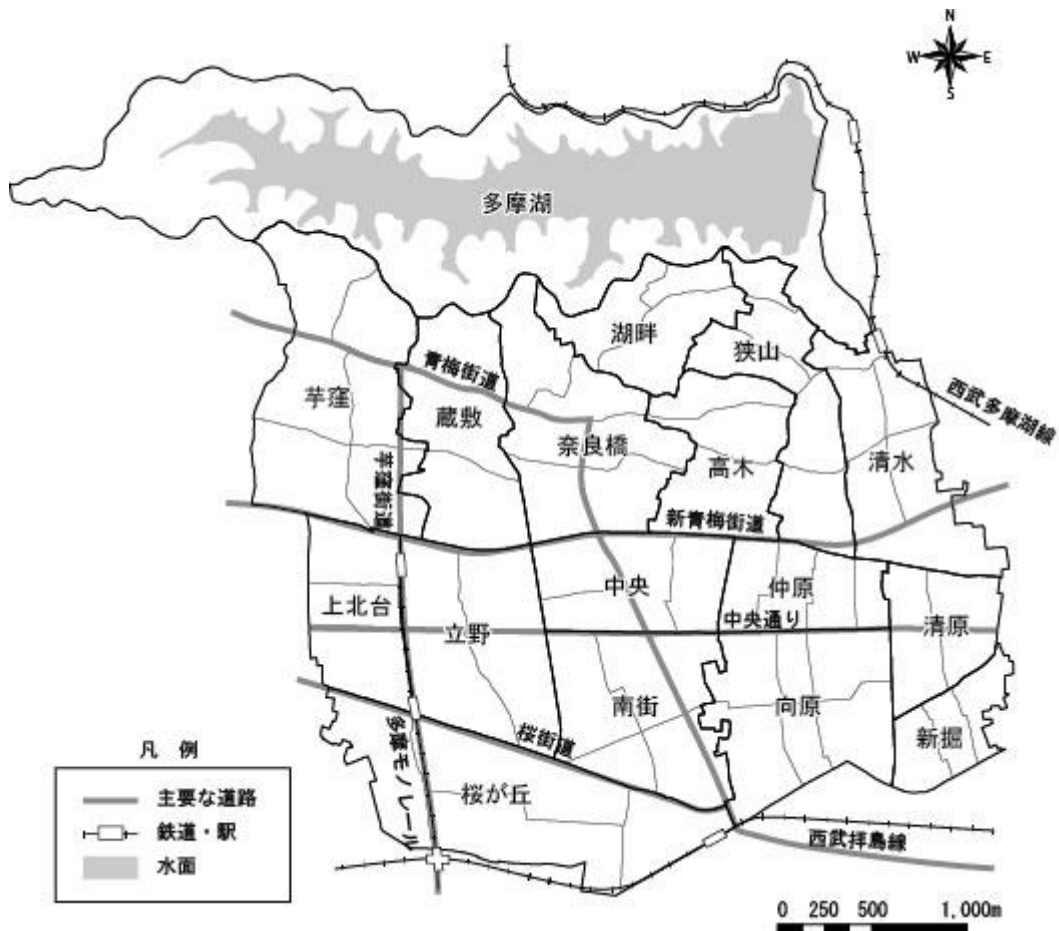 N
W E
S
多摩湖
湖畔
狭山
青梅街道
芋窪
蔵敷
西武多摩湖線
奈良橋
高木
清水
芋窪街道
新青梅街道
中央
仲原
上北台
中央通り
立野
清原
南街
向原
桜街道
新堀
多摩モノレール
桜が丘
西武拝島線
凡 例
主要な道路
鉄道・駅
水面
0 250 500 1,000m